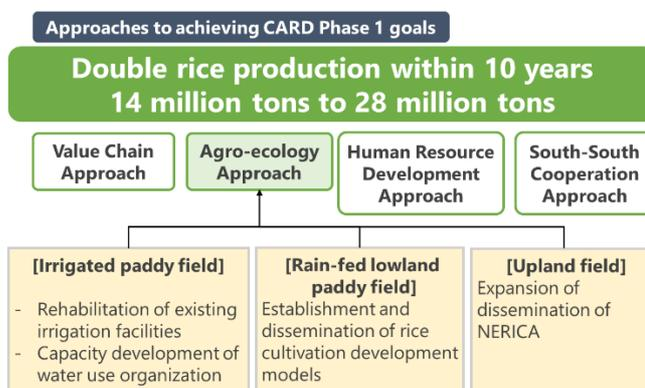 Approaches to achieving CARD Phase 1 goals
Double rice production within 10 years
14 million tons to 28 million tons
Value Chain
Approach
Agro-ecology
Approach
Human Resource
Development
Approach
South-South
Cooperation
Approach
[Irrigated paddy field]
- Rehabilitation of existing
irrigation facilities
- Capacity development of
water use organization
[Rain-fed lowland
paddy field]
Establishment and
dissemination of rice
cultivation development
models
[Upland field]
Expansion of
dissemination of
NERICA